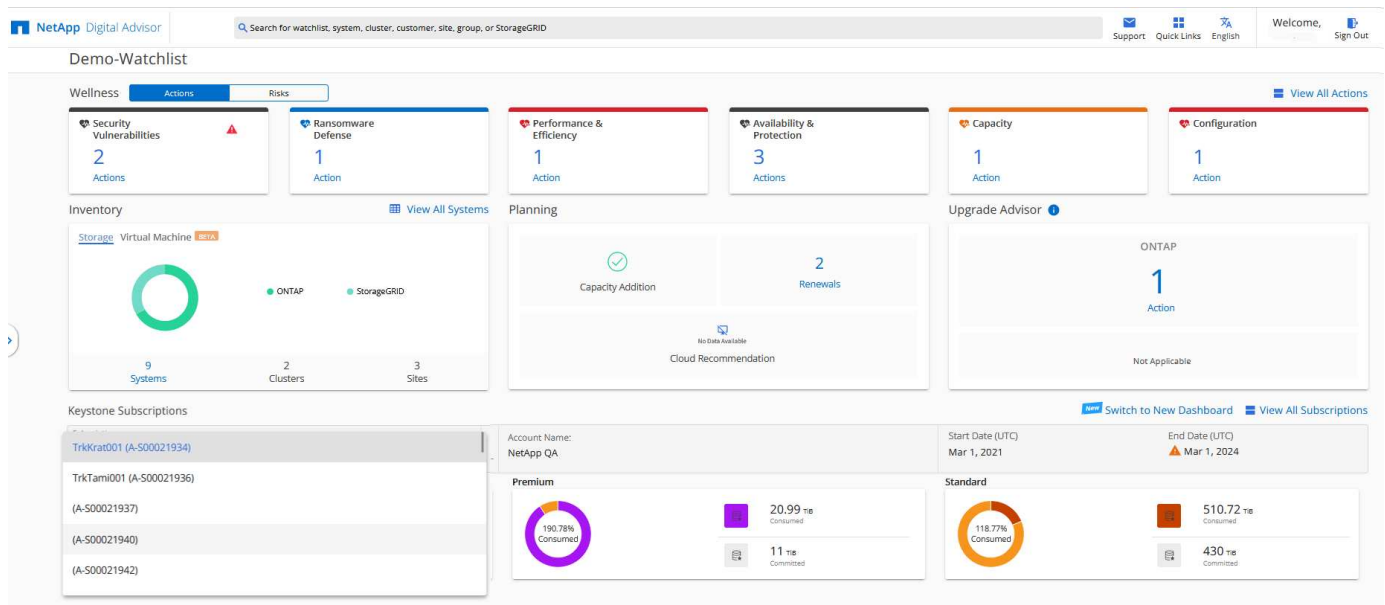 NetApp Digital Advisor
Search for watchlist, system, cluster, customer, site, group, or StorageGRID
Support
Quick Links
English
Welcome,
Sign Out
Demo-Watchlist
Wellness
Actions
Risks
View All Actions
Security
Vulnerabilities
2
Actions
Ransomware
Defense
1
Action
Performance &
Efficiency
1
Action
Availability &
Protection
3
Actions
Capacity
1
Action
Configuration
1
Action
Inventory
View All Systems
Storage Virtual Machine BETA
ONTAP
StorageGRID
9
Systems
2
Clusters
3
Sites
Planning
Capacity Addition
2
Renewals
No Data Available
Cloud Recommendation
Upgrade Advisor
ONTAP
1
Action
Not Applicable
Keystone Subscriptions
New Switch to New Dashboard
View All Subscriptions
TrkKrat001 (A-S00021934)
TrkTami001 (A-S00021936)
(A-S00021937)
(A-S00021940)
(A-S00021942)
Account Name:
NetApp QA
Start Date (UTC)
Mar 1, 2021
End Date (UTC)
Mar 1, 2024
Premium
190.78%
Consumed
20.99 TiB
Consumed
11 TiB
Committed
Standard
118.77%
Consumed
510.72 TiB
Consumed
430 TiB
Committed